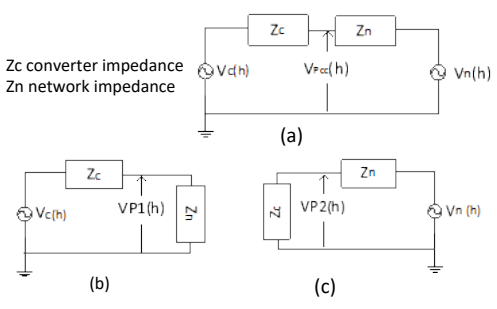 Zc converter impedance
Zn network impedance
Zc
Zn
Vc(h)
VPcc(h)
Vn(h)
(a)
Zc
Vc(h)
VP1(h)
Zn
(b)
Zn
Zc
VP2(h)
Vn (h)
(c)